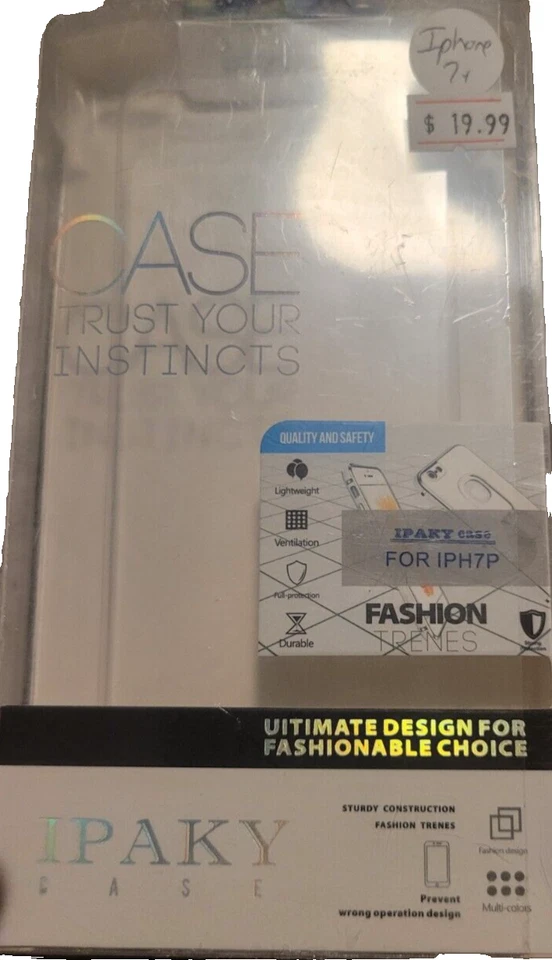 Iphone
7+
$ 19.99
CASE
TRUST YOUR
INSTINCTS
QUALITY AND SAFETY
Lightweight
Ventilation
Full-protection
Durable
IPAKY case
FOR IPH7P
FASHION
TRENES
UITIMATE DESIGN FOR
FASHIONABLE CHOICE
IPAKY
CASE
STURDY CONSTRUCTION
FASHION TRENES
Prevent
wrong operation design
Fashion design
Multi-colors